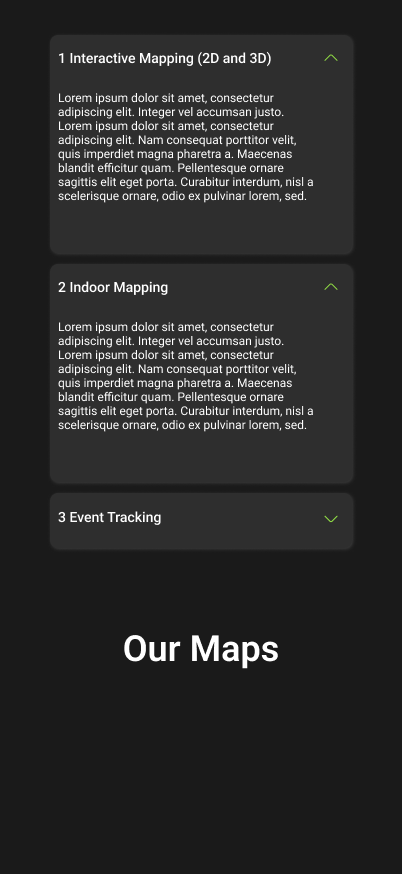 1 Interactive Mapping (2D and 3D)
Lorem ipsum dolor sit amet, consectetur
adipiscing elit. Integer vel accumsan justo.
Lorem ipsum dolor sit amet, consectetur
adipiscing elit. Nam consequat porttitor velit,
quis imperdiet magna pharetra a. Maecenas
blandit efficitur quam. Pellentesque ornare
sagittis elit eget porta. Curabitur interdum, nisl a
scelerisque ornare, odio ex pulvinar lorem, sed.
2 Indoor Mapping
Lorem ipsum dolor sit amet, consectetur
adipiscing elit. Integer vel accumsan justo.
Lorem ipsum dolor sit amet, consectetur
adipiscing elit. Nam consequat porttitor velit,
quis imperdiet magna pharetra a. Maecenas
blandit efficitur quam. Pellentesque ornare
sagittis elit eget porta. Curabitur interdum, nisl a
scelerisque ornare, odio ex pulvinar lorem, sed.
3 Event Tracking
Our Maps